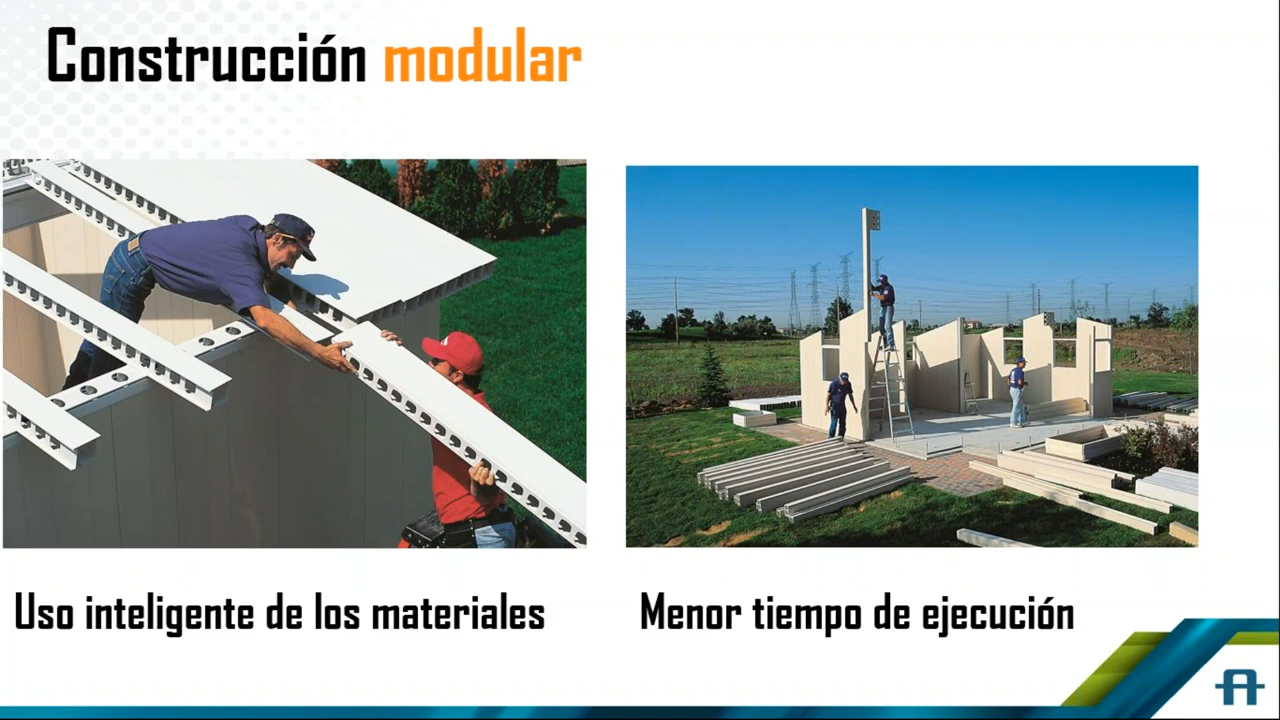 Construcción modular
Uso inteligente de los materiales
Menor tiempo de ejecución